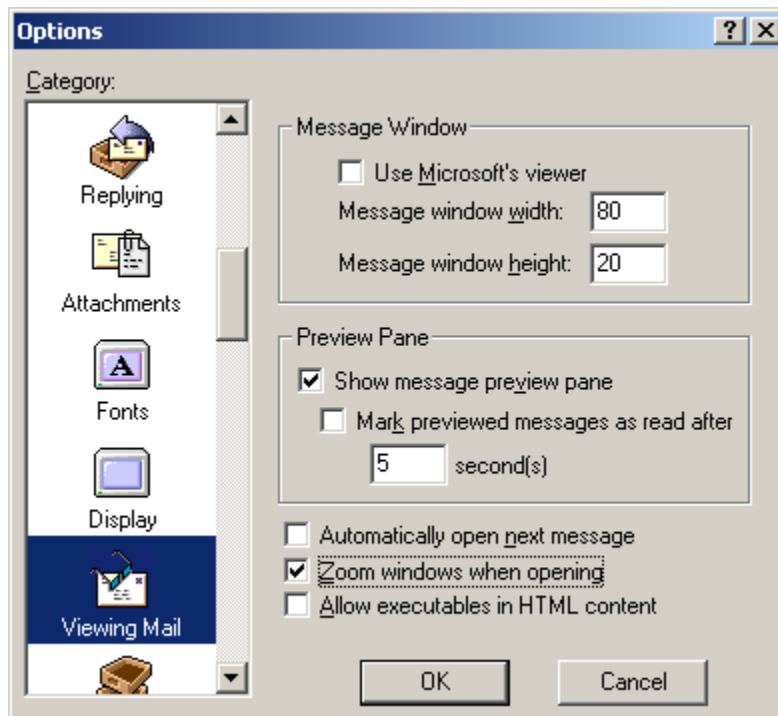 Options
Category:
Replying
Attachments
A
Fonts
Display
Viewing Mail
Message Window
Use Microsoft's viewer
Message window width: 80
Message window height: 20
Preview Pane
Show message preview pane
Mark previewed messages as read after
5 second(s)
Automatically open next message
Zoom windows when opening
Allow executables in HTML content
OK Cancel